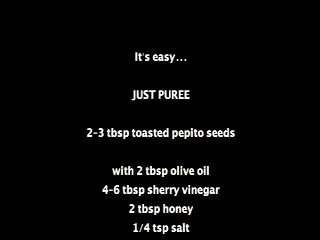 It's easy...
JUST PUREE
2-3 tbsp toasted pepito seeds
with 2 tbsp olive oil
4-6 tbsp sherry vinegar
2 tbsp honey
1/4 tsp salt